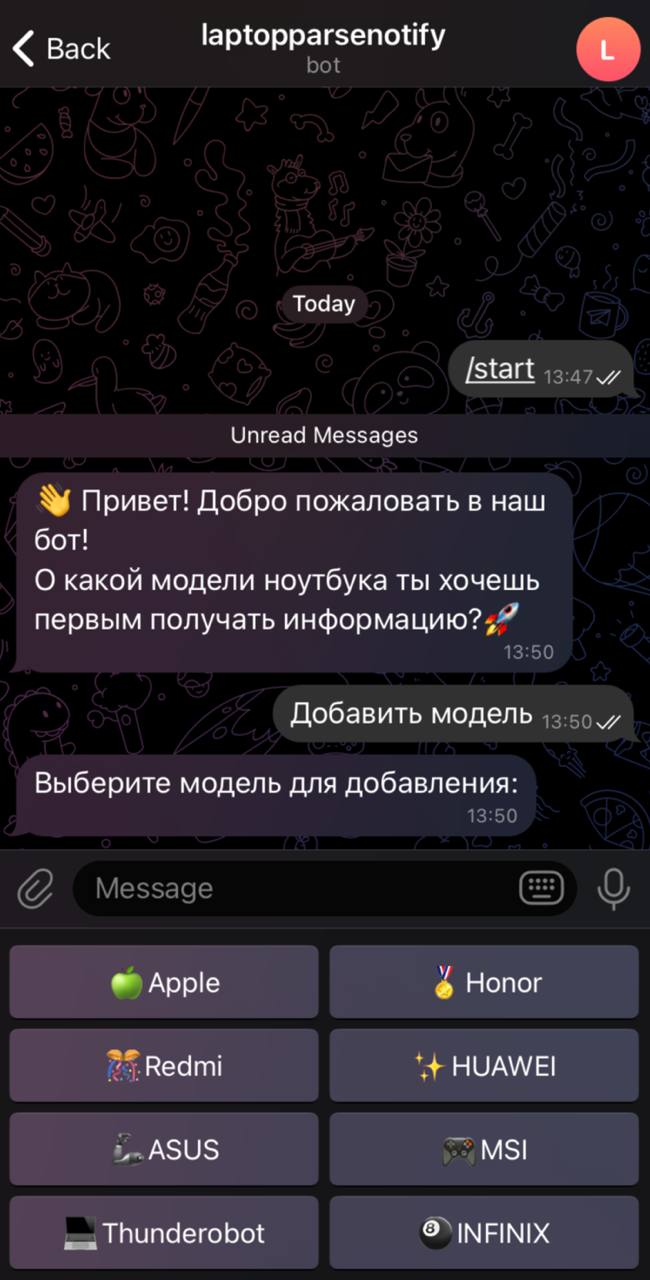 Back
laptopparsenotify
bot
L
Today
/start 13:47
Unread Messages
👋 Привет! Добро пожаловать в наш
бот!
О какой модели ноутбука ты хочешь
первым получать информацию?🚀
13:50
Добавить модель 13:50
Выберите модель для добавления:
13:50
Message
🍏Apple
🏅Honor
🎊Redmi
✨HUAWEI
🦾ASUS
🎮MSI
💻Thunderobot
🎱INFINIX